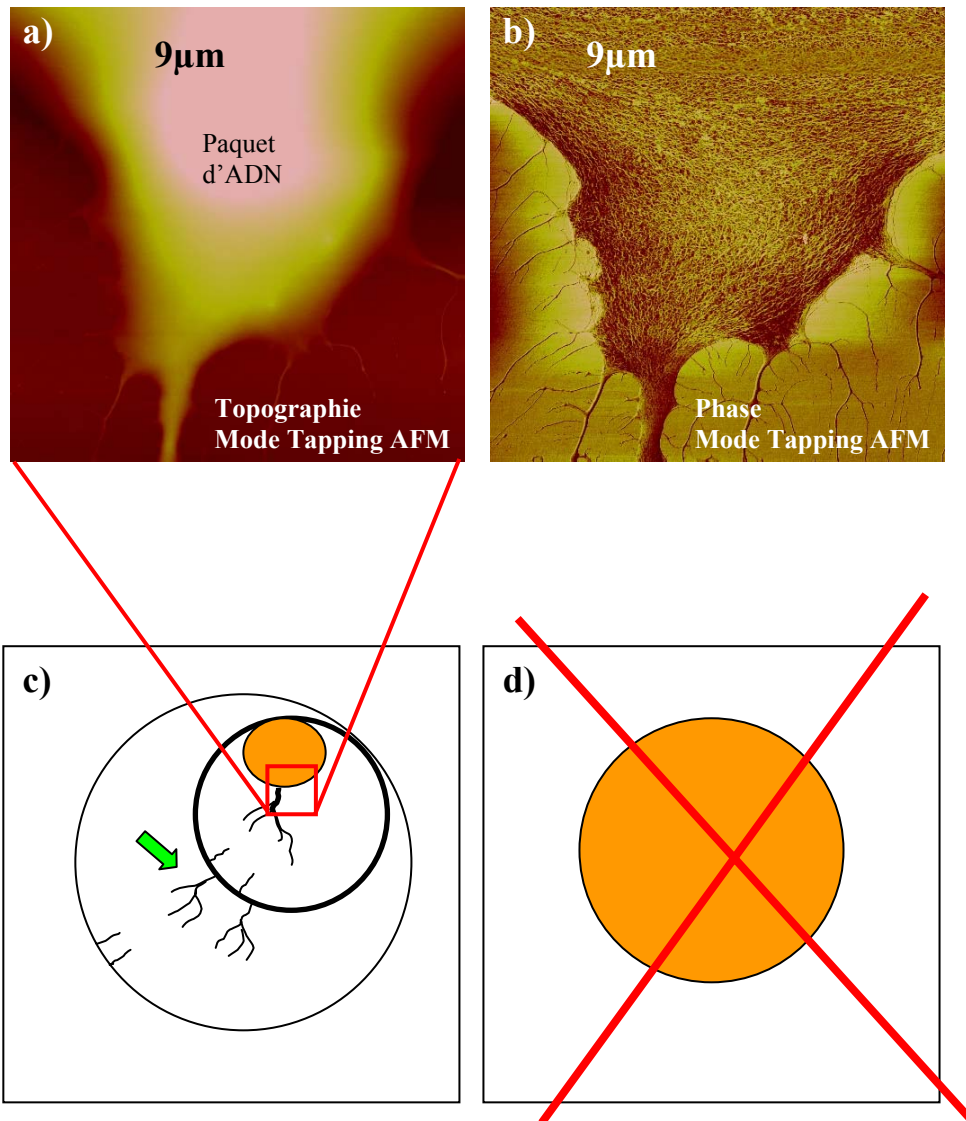 a)
9µm
Paquet
d'ADN
Topographie
Mode Tapping AFM
b)
9µm
Phase
Mode Tapping AFM
c)
d)